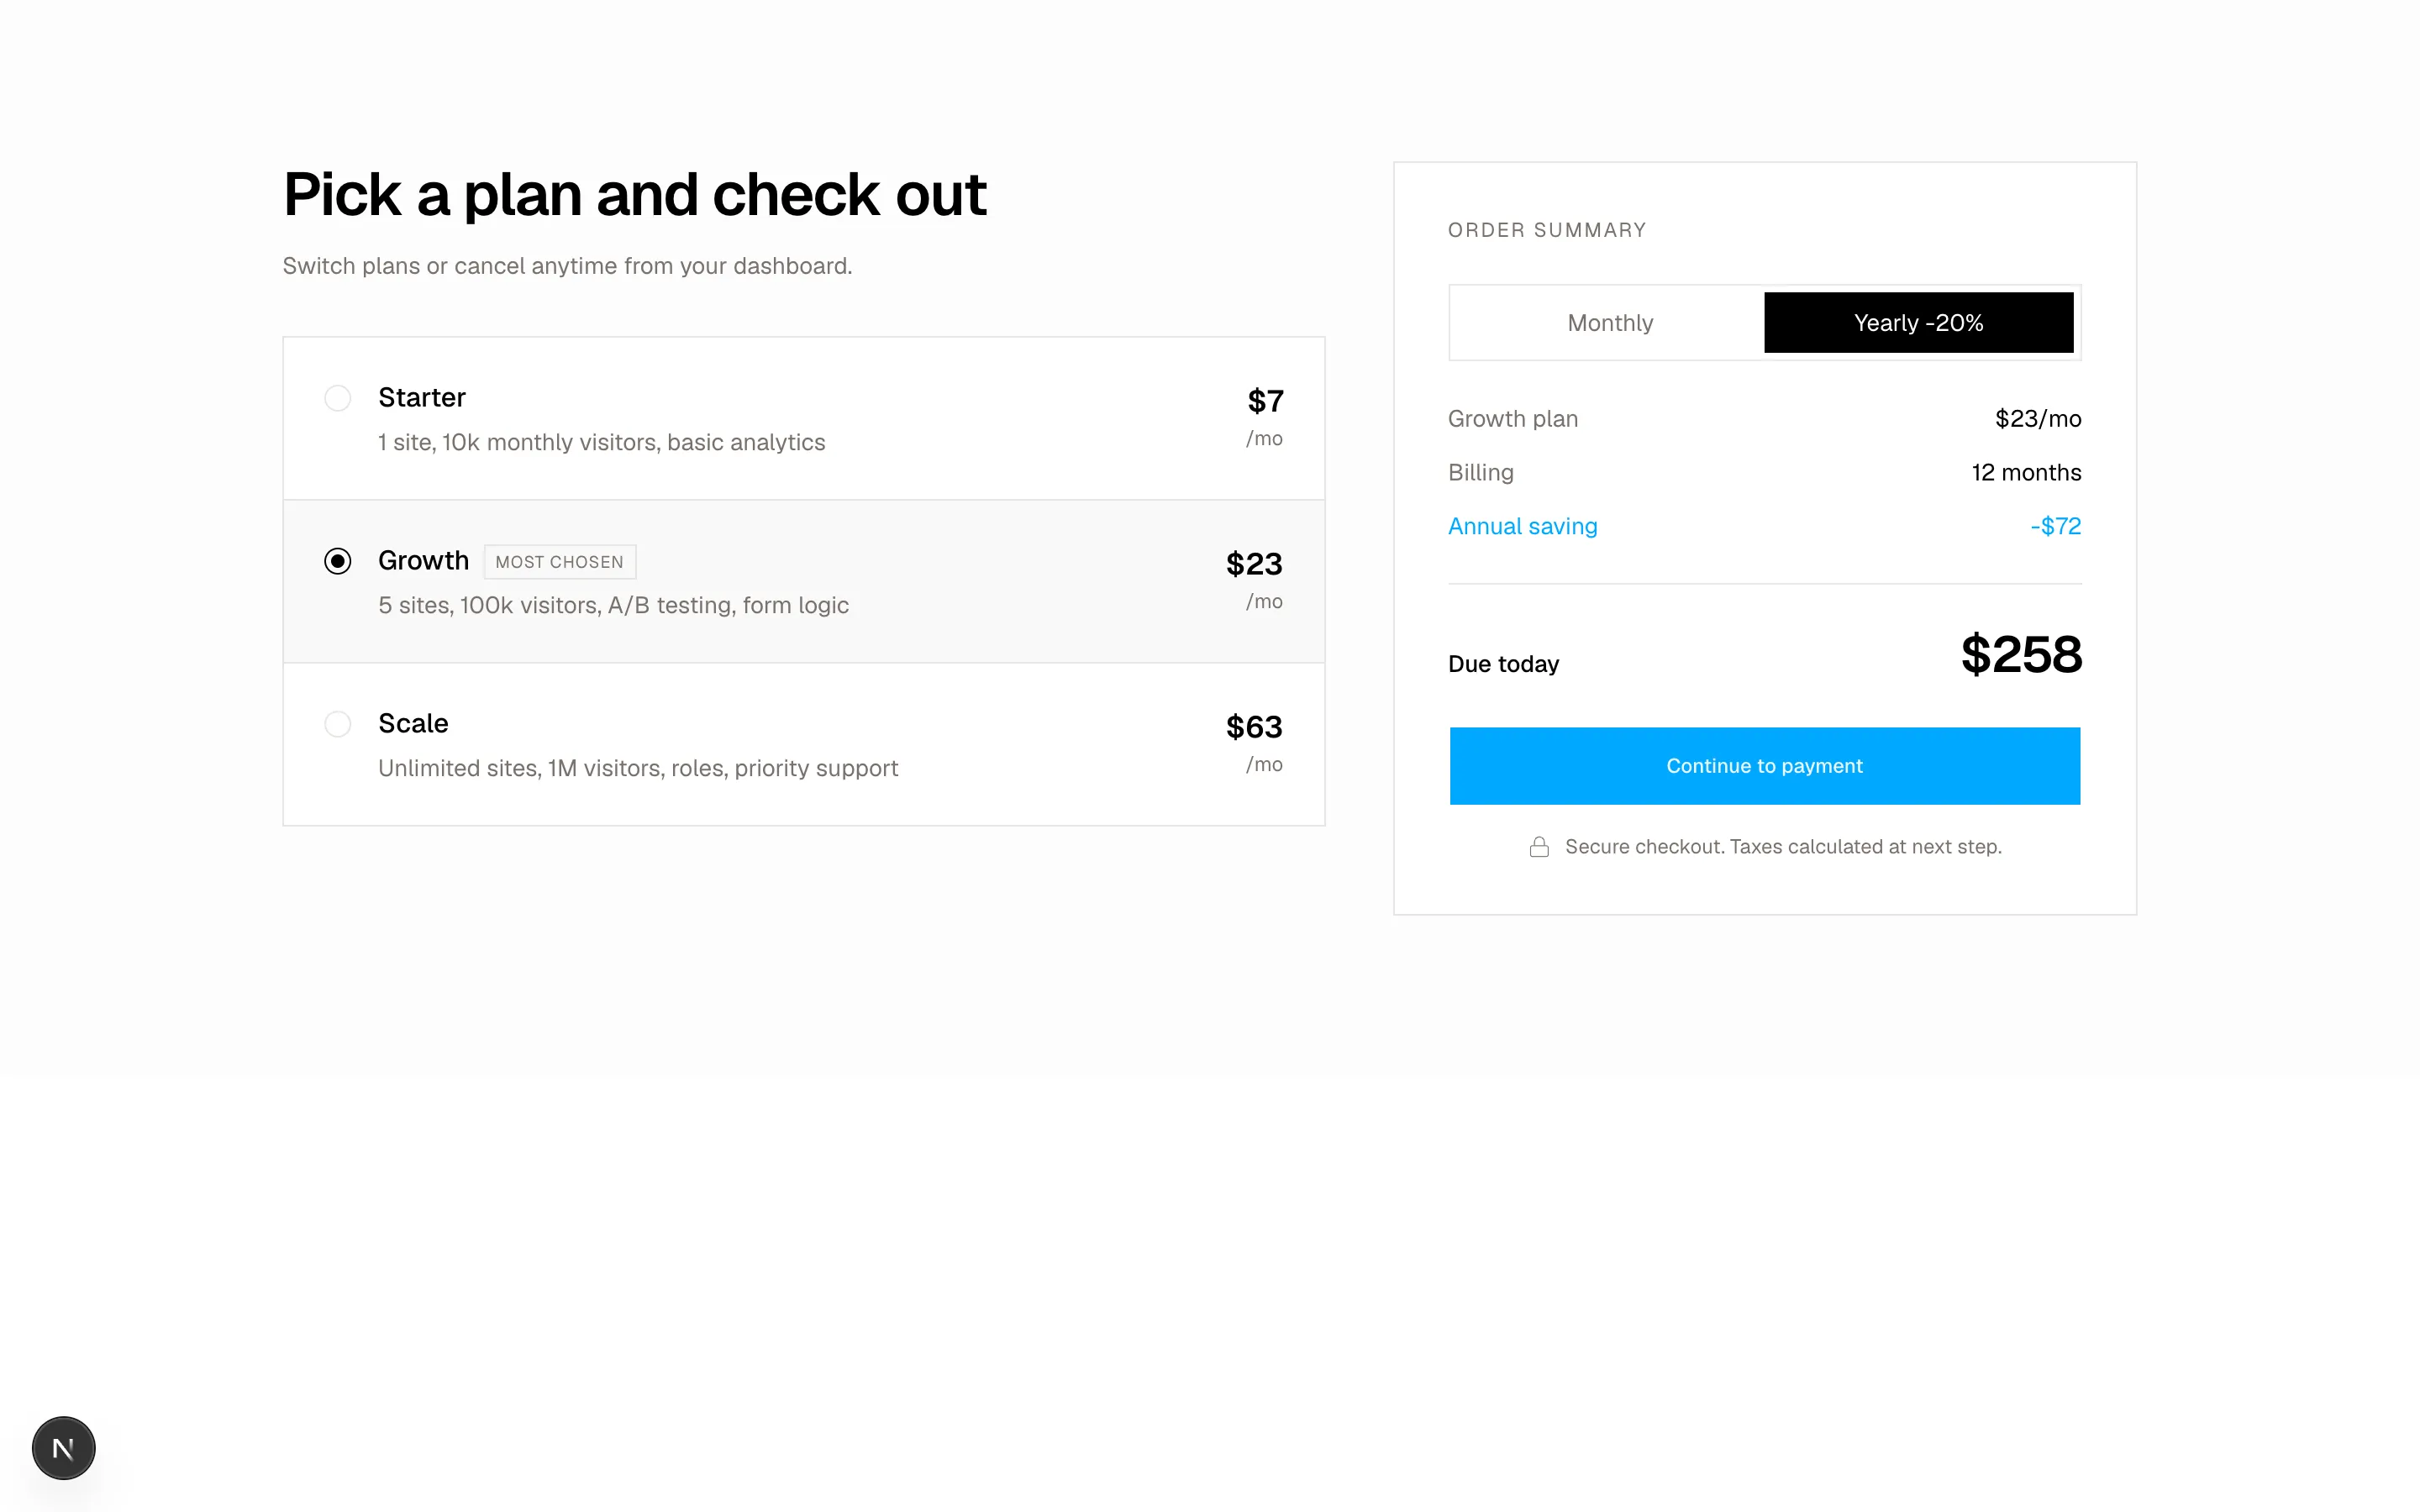 Pick a plan and check out
Switch plans or cancel anytime from your dashboard.
Starter
$7
1 site, 10k monthly visitors, basic analytics
/mo
Growth
MOST CHOSEN
$23
5 sites, 100k visitors, A/B testing, form logic
/mo
Scale
$63
Unlimited sites, 1M visitors, roles, priority support
/mo
ORDER SUMMARY
Monthly
Yearly -20%
Growth plan
$23/mo
Billing
12 months
Annual saving
-$72
Due today
$258
Continue to payment
Secure checkout. Taxes calculated at next step.
N